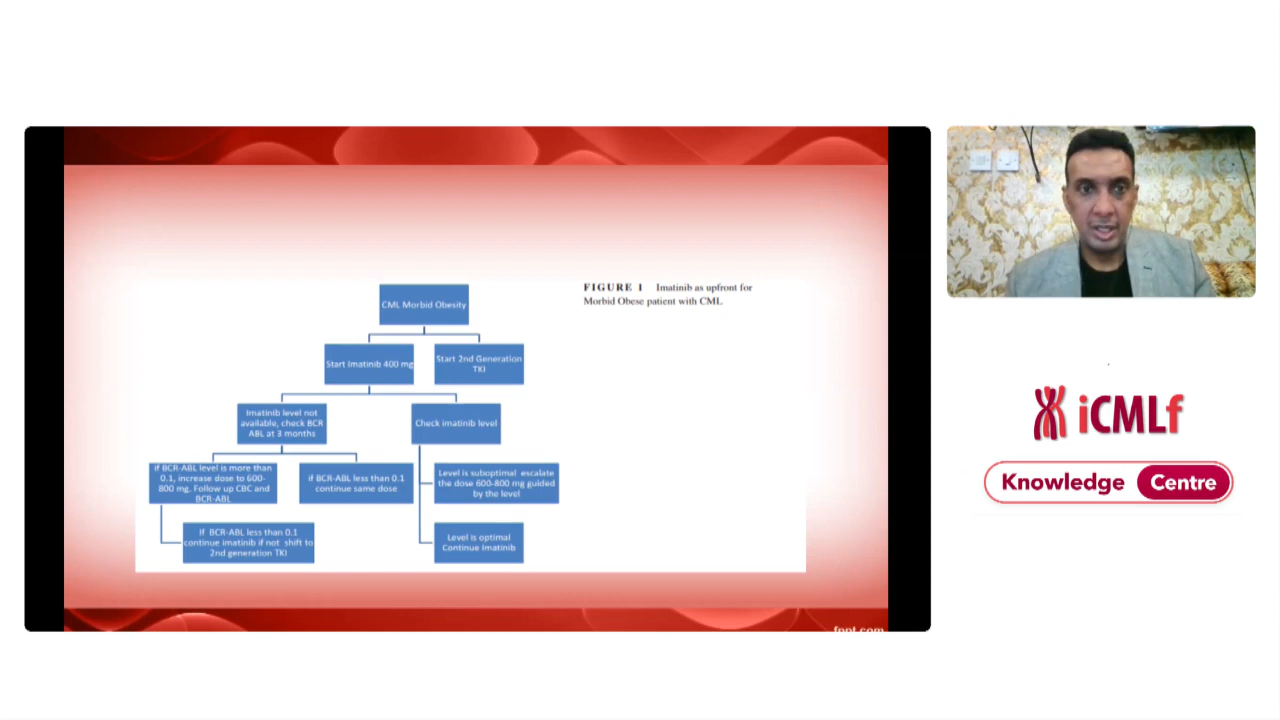 FIGURE 1 Imatinib as upfront for
Morbid Obese patient with CML
CML Morbid Obesity
Start Imatinib 400 mg
Start 2nd Generation
TKI
Imatinib level not
available, check BCR
ABL at 3 months
Check imatinib level
if BCR-ABL level is more than
0.1, increase dose to 600-
800 mg. Follow up CBC and
BCR-ABL
if BCR-ABL less than 0.1
continue same dose
Level is suboptimal escalate
the dose 600-800 mg guided
by the level
If BCR-ABL less than 0.1
continue imatinib if not shift to
2nd generation TKI
Level is optimal
Continue Imatinib
fppt.com
iCMLf
Knowledge Centre